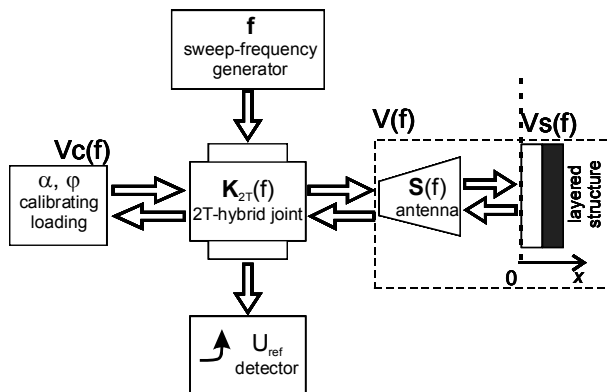 f
sweep-frequency
generator
V(f)
Vs(f)
Vc(f)
α, φ
calibrating
loading
K2T(f)
2T-hybrid joint
S(f)
antenna
layered
structure
0
x
Uref
detector